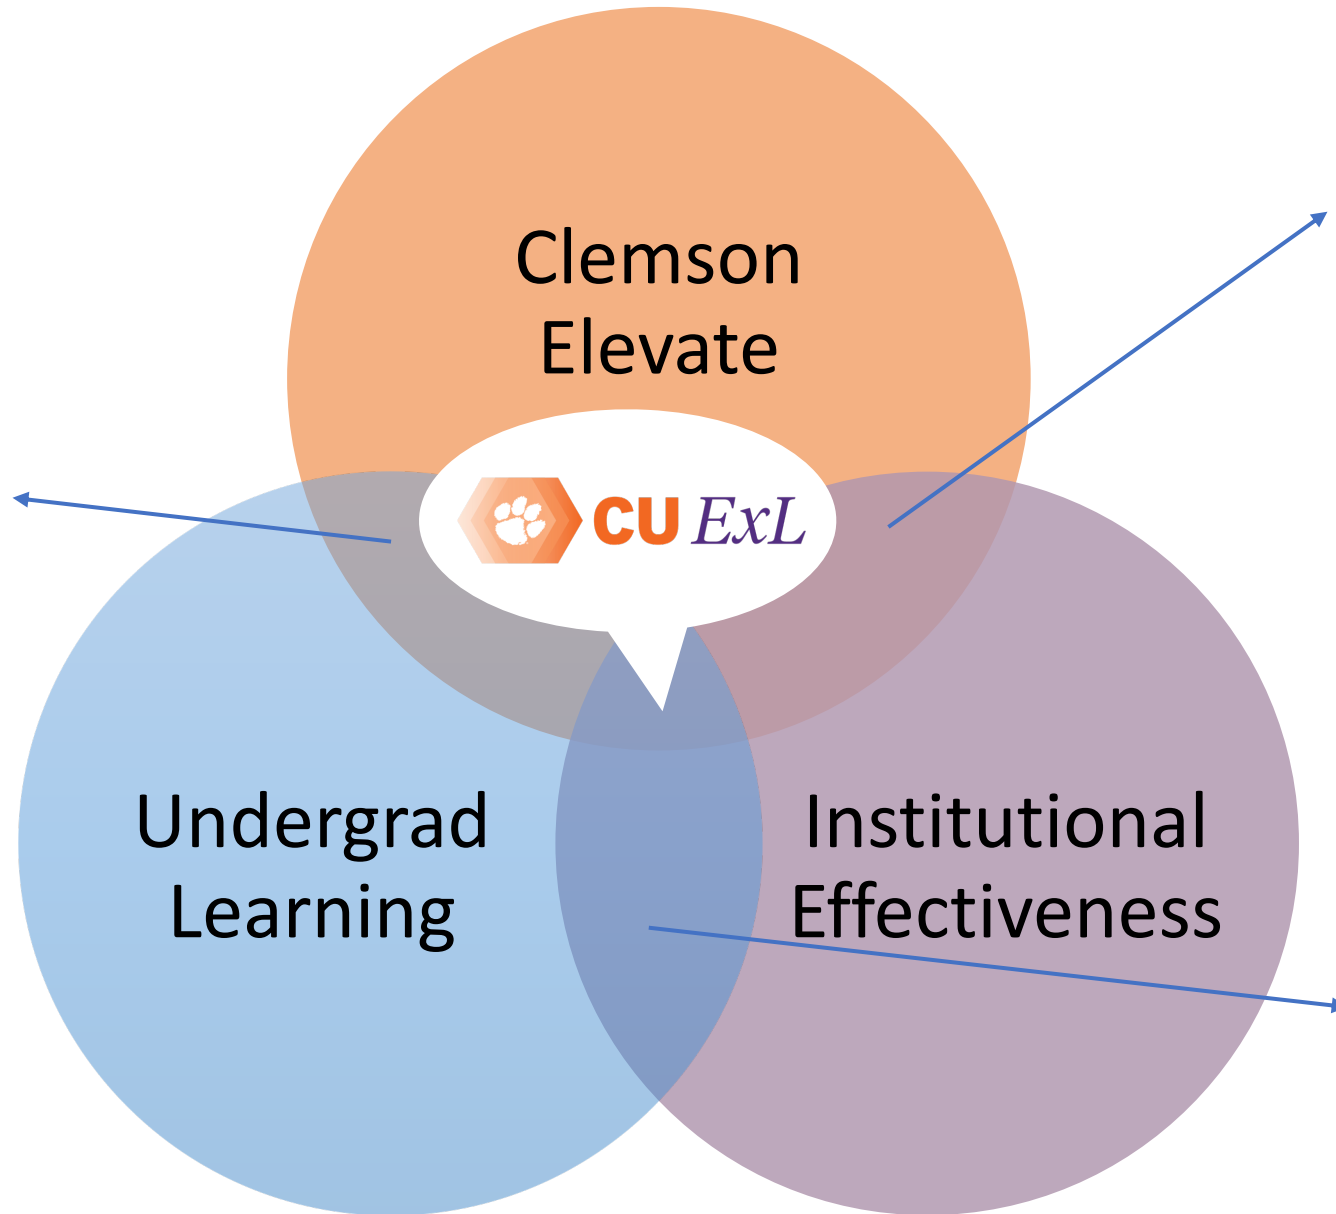 Clemson
Elevate
CU ExL
Undergrad
Learning
Institutional
Effectiveness